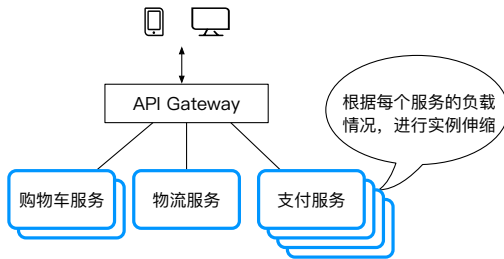 API Gateway
根据每个服务的负载
情况，进行实例伸缩
购物车服务
物流服务
支付服务